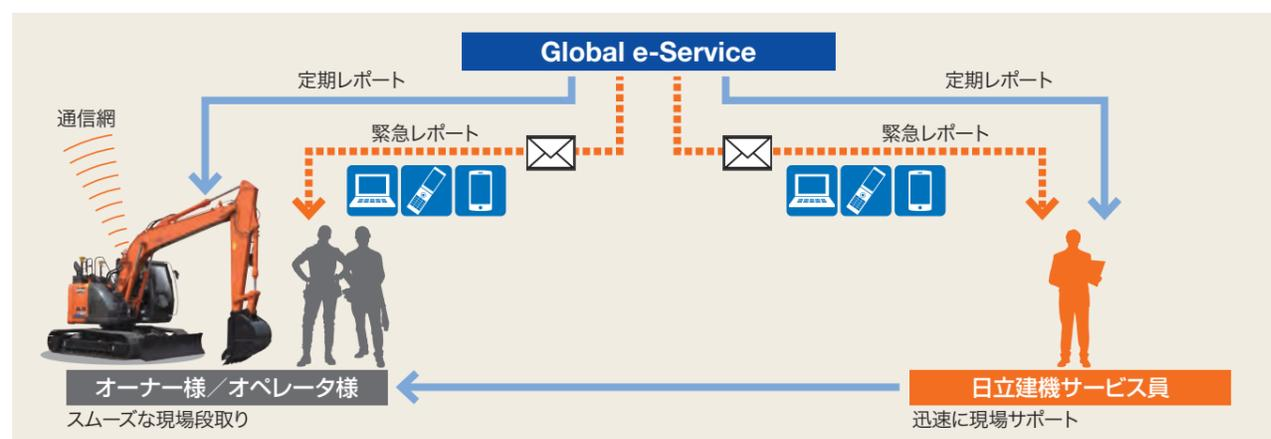 Global e-Service
定期レポート
定期レポート
通信網
緊急レポート
緊急レポート
オーナー様／オペレータ様
日立建機サービス員
スムーズな現場段取り
迅速に現場サポート